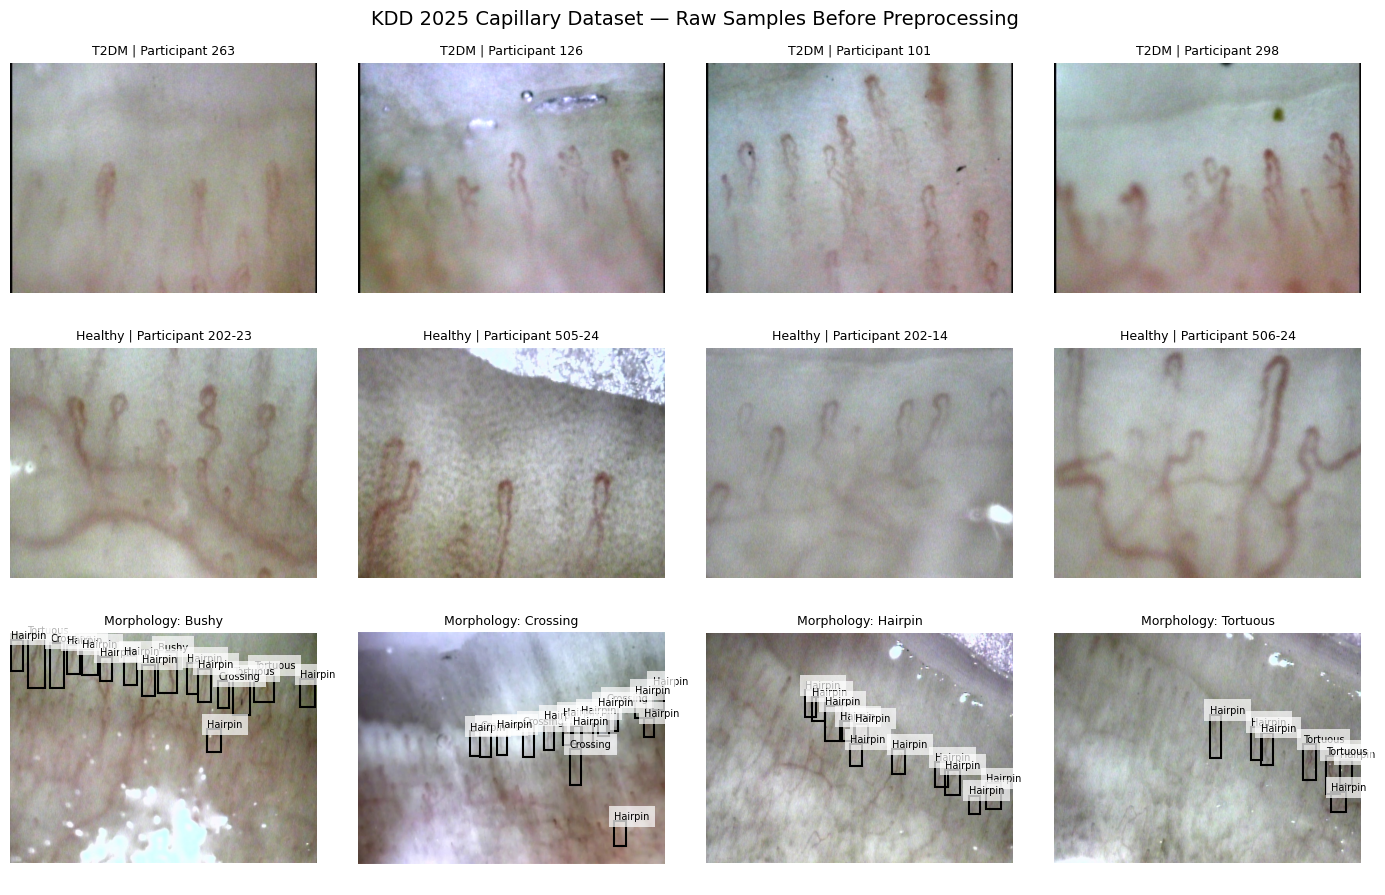 KDD 2025 Capillary Dataset — Raw Samples Before Preprocessing
T2DM | Participant 263
T2DM | Participant 126
T2DM | Participant 101
T2DM | Participant 298
Healthy | Participant 202-23
Healthy | Participant 505-24
Healthy | Participant 202-14
Healthy | Participant 506-24
Morphology: Bushy
Morphology: Crossing
Morphology: Hairpin
Morphology: Tortuous
Hairpin
Hairpin
Hairpin
Crossing
Hairpin
Hairpin
Hairpin
Hairpin
Hairpin
Hairpin
Hairpin
Hairpin
Crossing
Hairpin
Hairpin
Hairpin
Hairpin
Hairpin
Hairpin
Hairpin
Hairpin
Hairpin
Hairpin
Hairpin
Hairpin
Tortuous
Tortuous
Hairpin